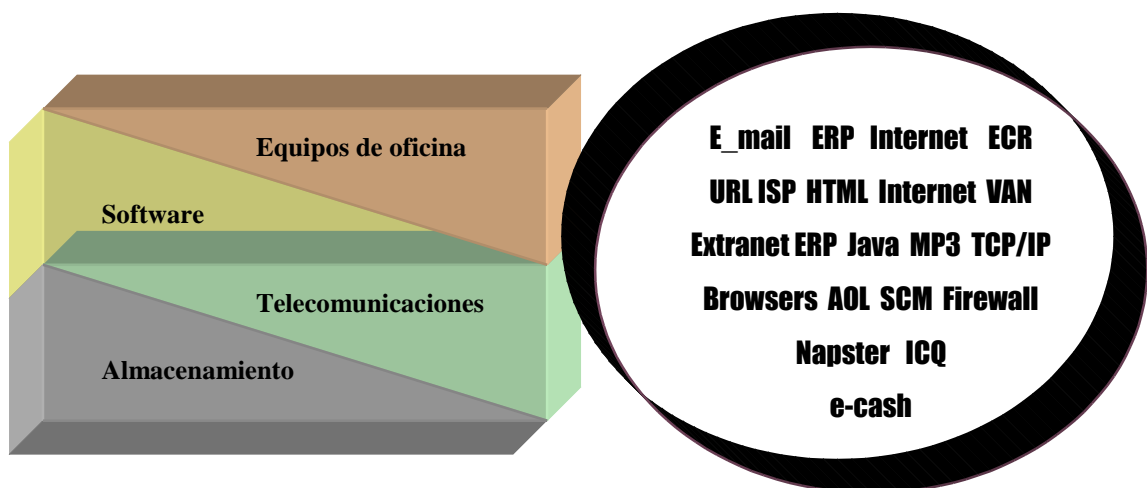 Equipos de oficina
Software
Telecomunicaciones
Almacenamiento
E_mail ERP Internet ECR
URL ISP HTML Internet VAN
Extranet ERP Java MP3 TCP/IP
Browsers AOL SCM Firewall
Napster ICQ
e-cash